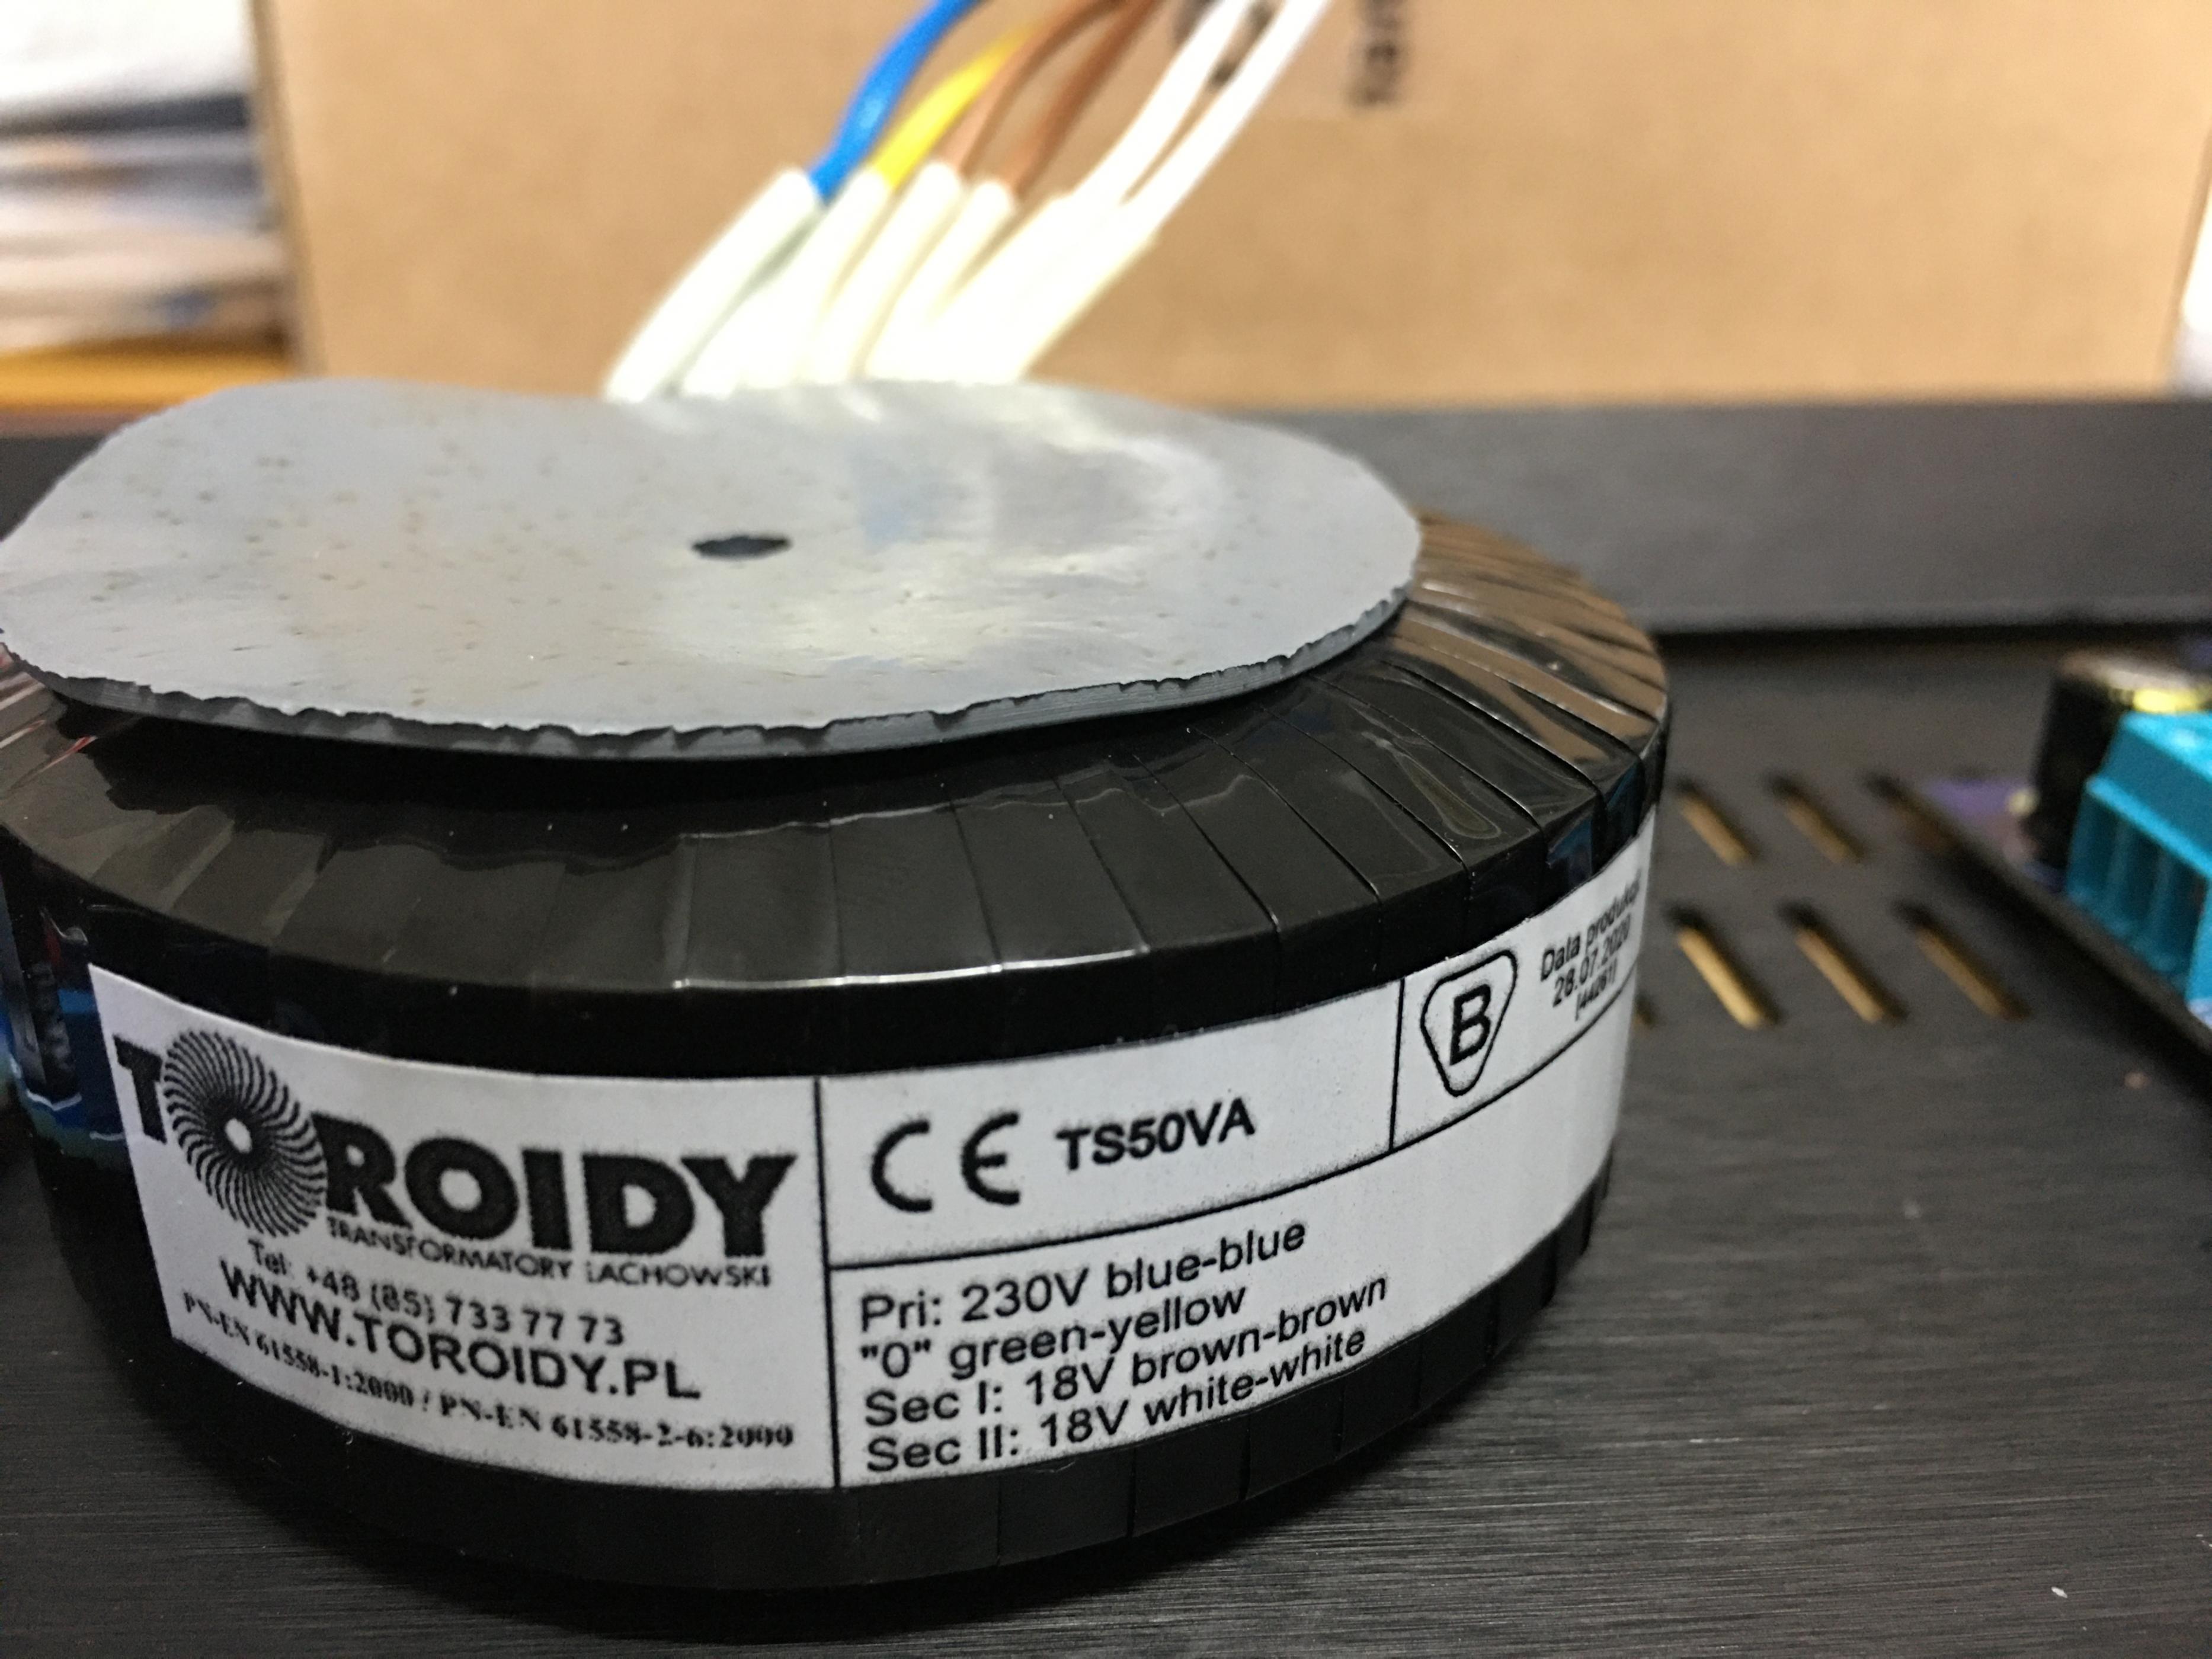 TOROIDY
TRANSFORMATORY LACHOWSKI
Tel: +48 (85) 733 77 73
WWW.TOROIDY.PL
PN-EN 61558-1:2000 / PN-EN 61558-2-6:2000
CE TS50VA
B
Data produkcji
28.07.2020
Pri: 230V blue-blue
"0" green-yellow
Sec I: 18V brown-brown
Sec II: 18V white-white